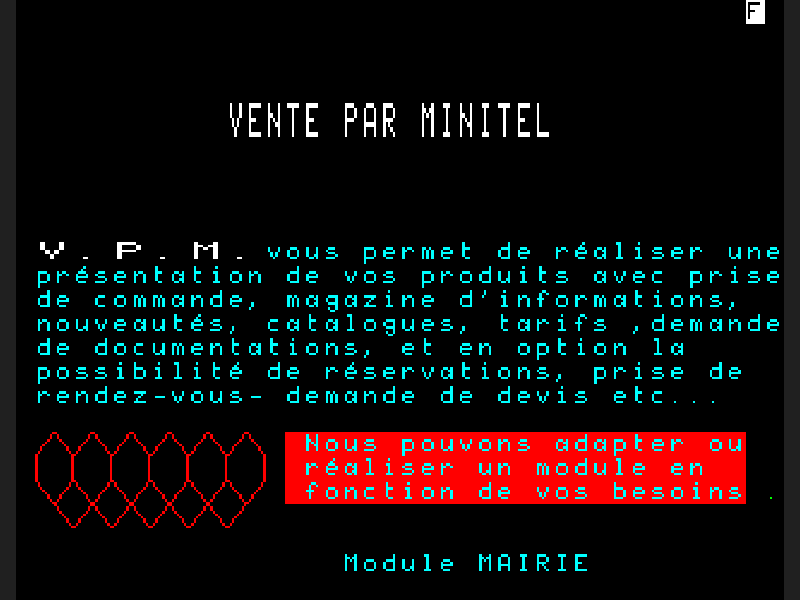 F
VENTE PAR MINITEL
V.P.M. vous permet de réaliser une
présentation de vos produits avec prise
de commande, magazine d'informations,
nouveautés, catalogues, tarifs ,demande
de documentations, et en option la
possibilité de réservations, prise de
rendez-vous- demande de devis etc...
Nous pouvons adapter ou
réaliser un module en
fonction de vos besoins .
Module MAIRIE